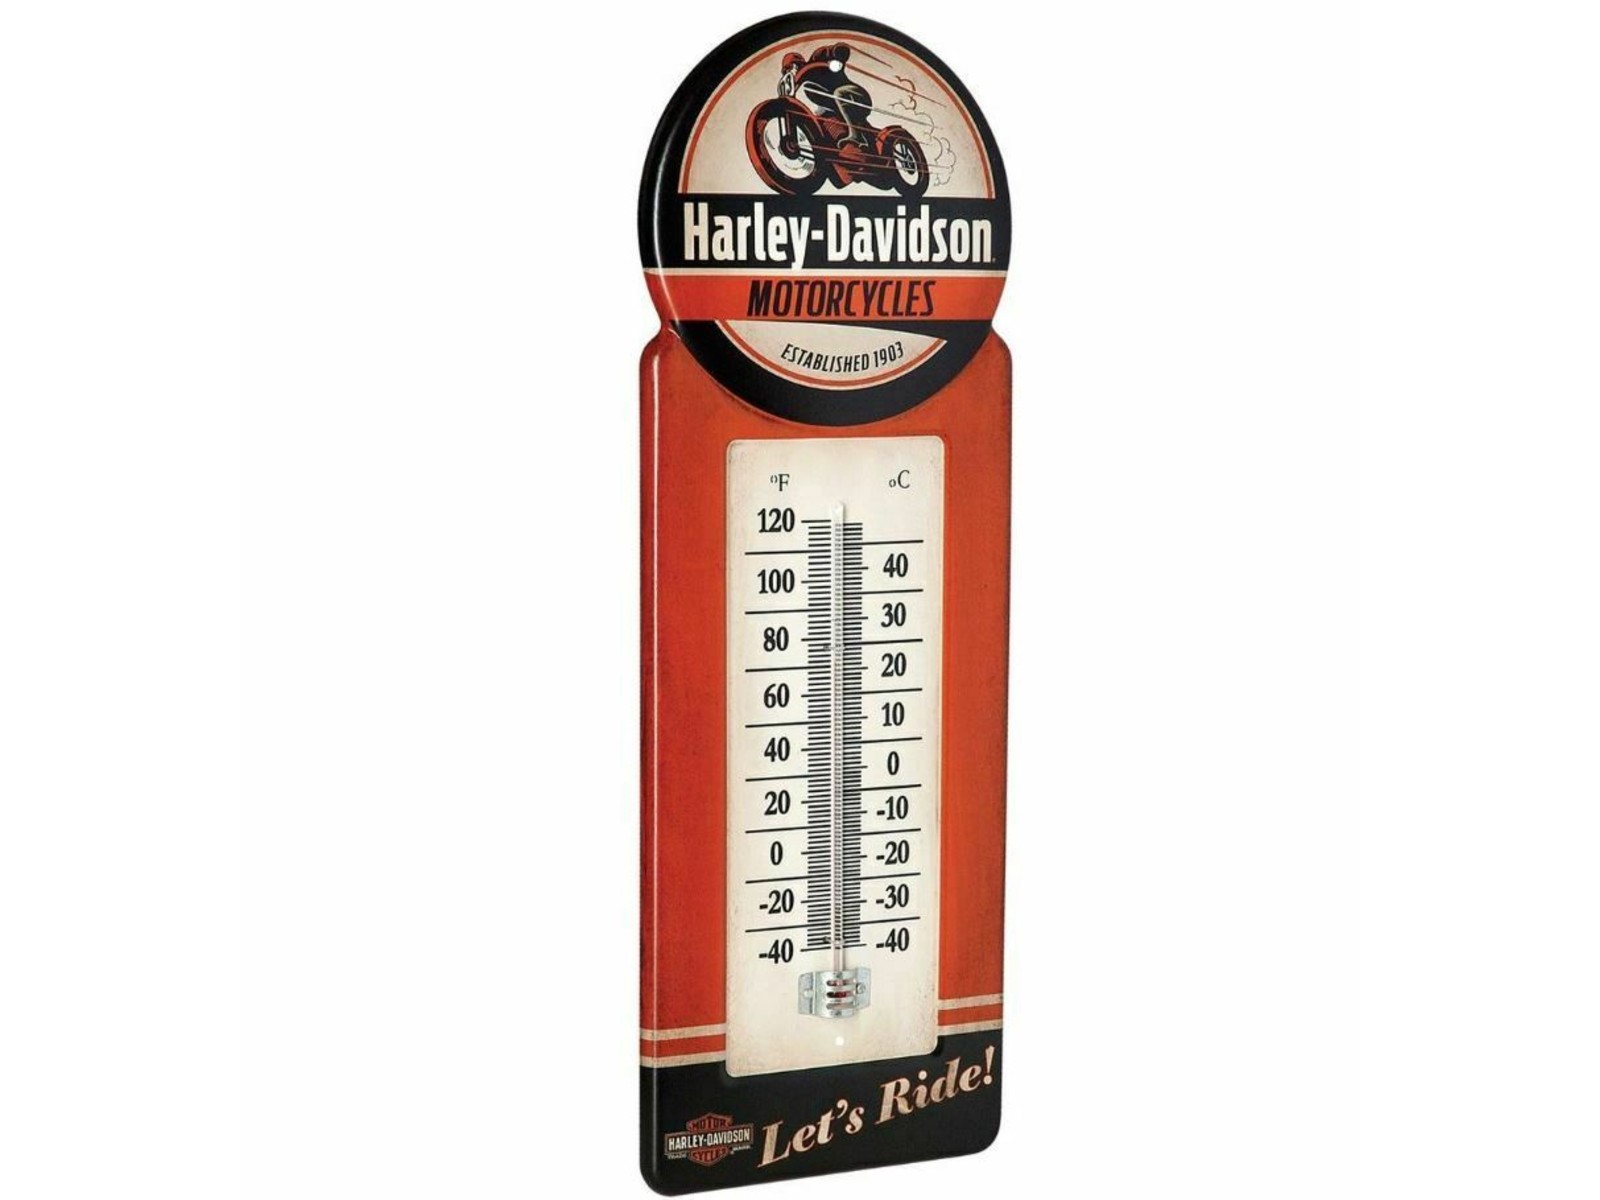 Harley-Davidson
MOTORCYCLES
ESTABLISHED 1903
°F °C
120
40
100
30
80
20
60
10
40
0
20
-10
0 -20
-20 -30
-40 -40
Let's Ride!
MOTOR
HARLEY-DAVIDSON
CYCLES